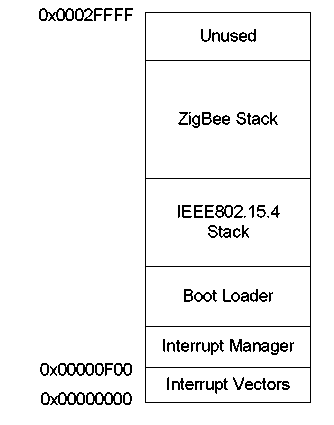 0x0002FFFF
Unused
ZigBee Stack
IEEE802.15.4
Stack
Boot Loader
Interrupt Manager
0x00000F00
Interrupt Vectors
0x00000000